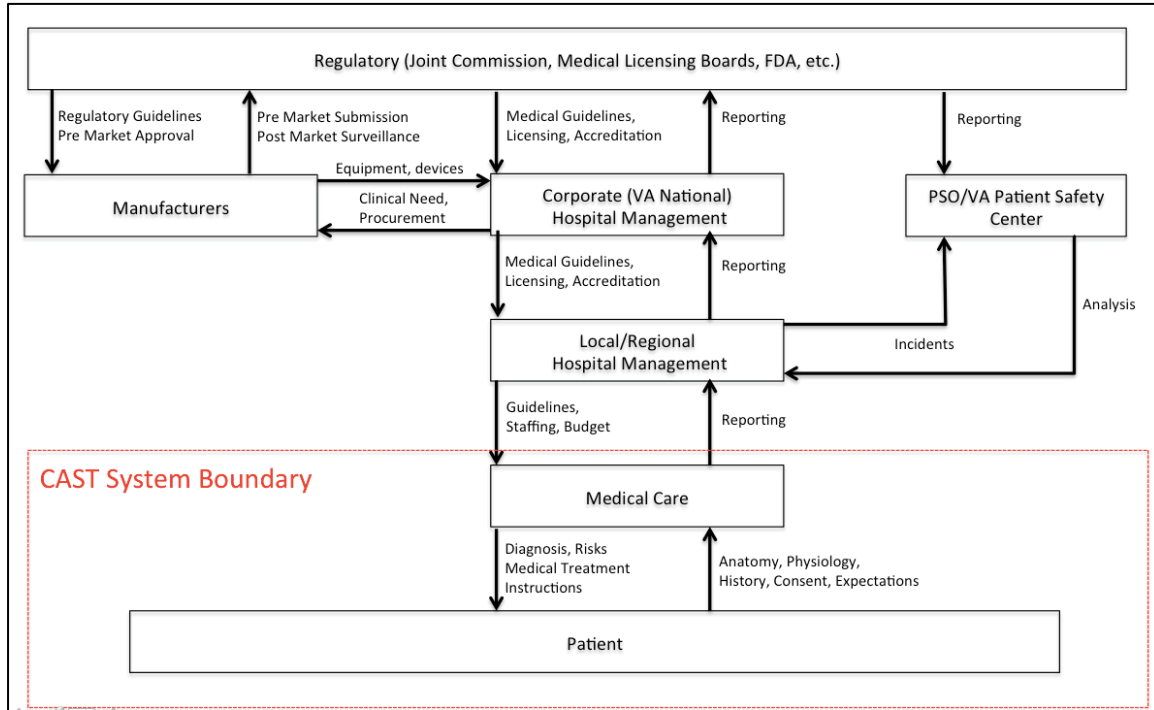 Regulatory (Joint Commission, Medical Licensing Boards, FDA, etc.)
Regulatory Guidelines
Pre Market Approval
Pre Market Submission
Post Market Surveillance
Medical Guidelines,
Licensing, Accreditation
Reporting
Reporting
Equipment, devices
Manufacturers
Clinical Need,
Procurement
Corporate (VA National)
Hospital Management
PSO/VA Patient Safety
Center
Medical Guidelines,
Licensing, Accreditation
Reporting
Analysis
Local/Regional
Hospital Management
Incidents
Guidelines,
Staffing, Budget
Reporting
CAST System Boundary
Medical Care
Diagnosis, Risks
Medical Treatment
Instructions
Anatomy, Physiology,
History, Consent, Expectations
Patient